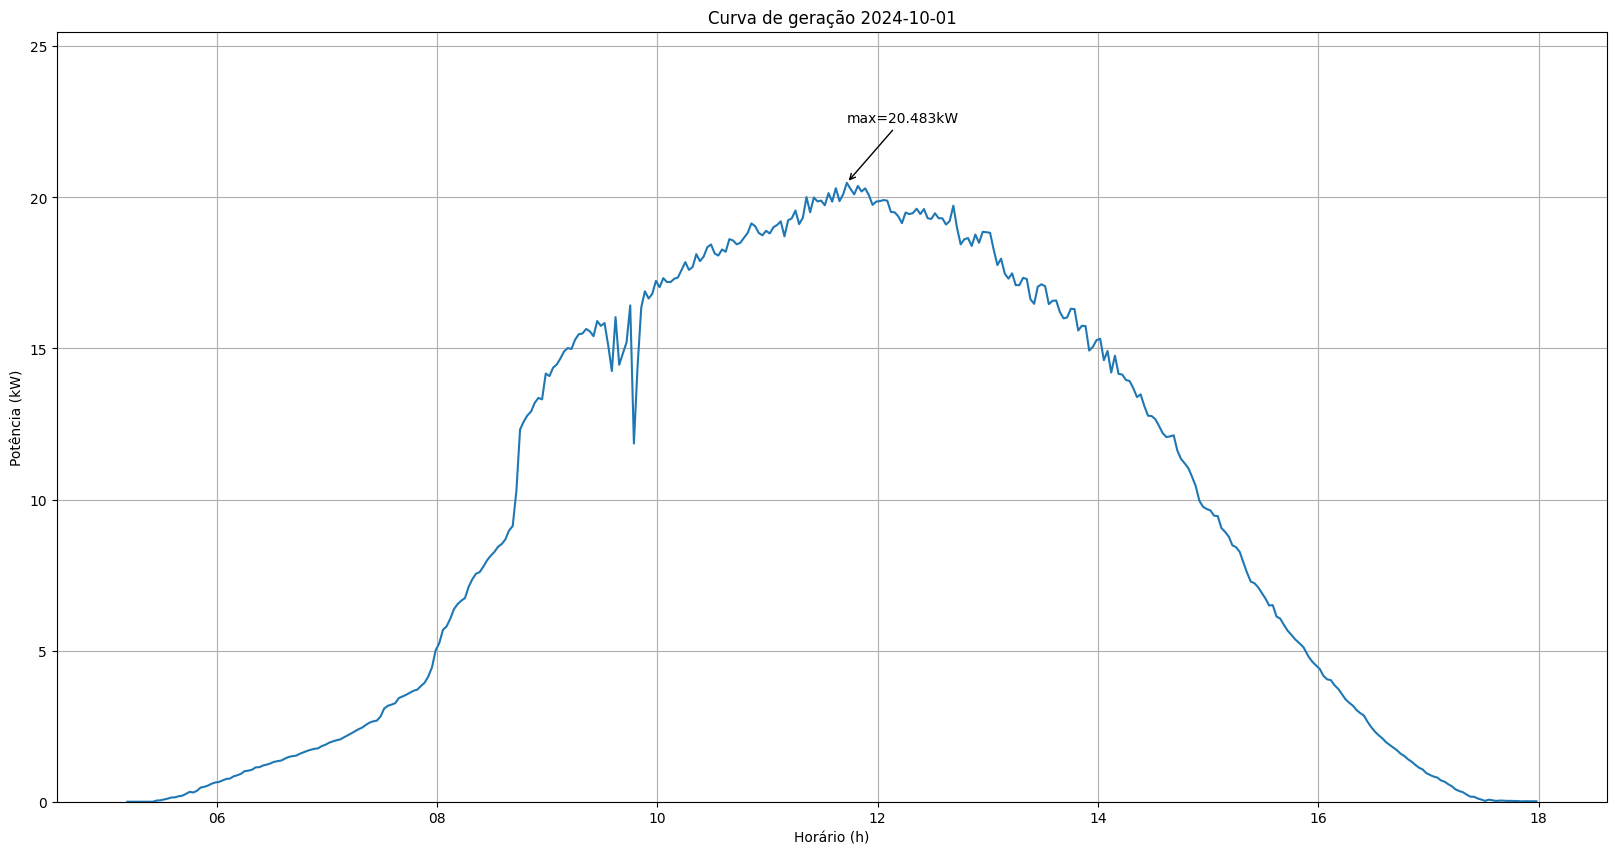 Curva de geração 2024-10-01
25
max=20.483kW
20
15
Potência (kW)
10
5
0
06 08 10 12 14 16 18
Horário (h)